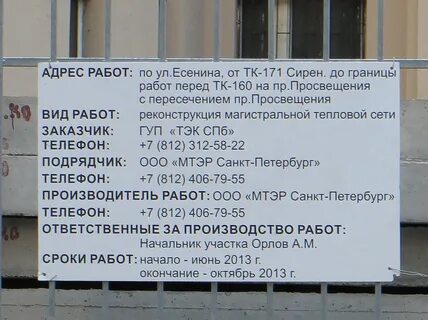 АДРЕС РАБОТ: по ул.Есенина, от ТК-171 Сирен. до границы
работ перед ТК-160 на пр.Просвещения
с пересечением пр.Просвещения
ВИД РАБОТ: реконструкция магистральной тепловой сети
ЗАКАЗЧИК: ГУП «ТЭК СПб»
ТЕЛЕФОН: +7 (812) 312-58-22
ПОДРЯДЧИК: ООО «МТЭР Санкт-Петербург»
ТЕЛЕФОН: +7 (812) 406-79-55
ПРОИЗВОДИТЕЛЬ РАБОТ: ООО «МТЭР Санкт-Петербург»
ТЕЛЕФОН: +7 (812) 406-79-55
ОТВЕТСТВЕННЫЕ ЗА ПРОИЗВОДСТВО РАБОТ:
Начальник участка Орлов А.М.
СРОКИ РАБОТ: начало - июнь 2013 г.
окончание - октябрь 2013 г.